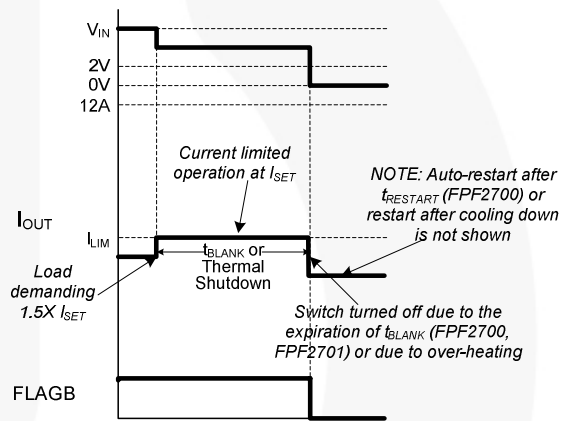 VIN
2V
0V
12A
Current limited
operation at ISET
NOTE: Auto-restart after
tRESTART (FPF2700) or
restart after cooling down
is not shown
IOUT
ILIM
tBLANK or
Thermal
Shutdown
Load
demanding
1.5X ISET
Switch turned off due to the
expiration of tBLANK (FPF2700,
FPF2701) or due to over-heating
FLAGB